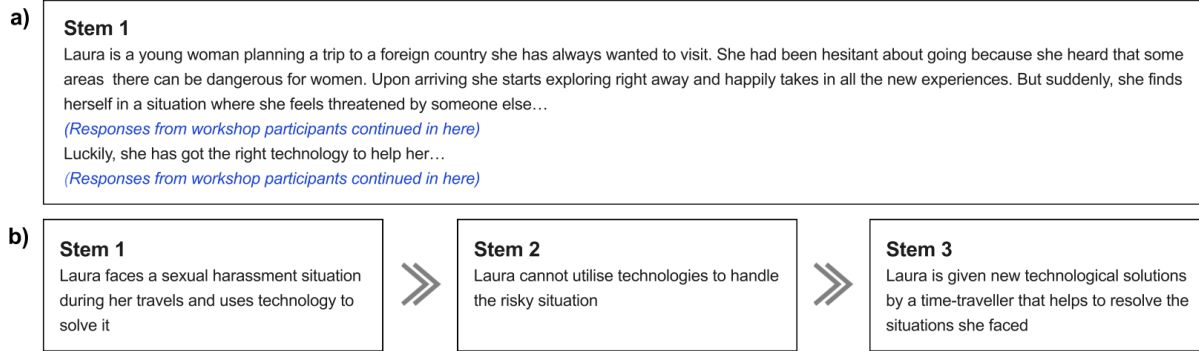 a)
Stem 1
Laura is a young woman planning a trip to a foreign country she has always wanted to visit. She had been hesitant about going because she heard that some
areas there can be dangerous for women. Upon arriving she starts exploring right away and happily takes in all the new experiences. But suddenly, she finds
herself in a situation where she feels threatened by someone else…
(Responses from workshop participants continued in here)
Luckily, she has got the right technology to help her…
(Responses from workshop participants continued in here)
b)
Stem 1
Laura faces a sexual harassment situation
during her travels and uses technology to
solve it
Stem 2
Laura cannot utilise technologies to handle
the risky situation
Stem 3
Laura is given new technological solutions
by a time-traveller that helps to resolve the
situations she faced